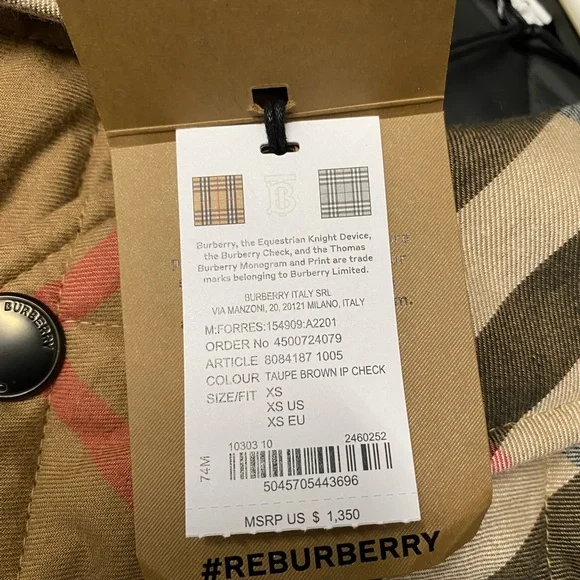 Burberry, the Equestrian Knight Device,
the Burberry Check, and the Thomas
Burberry Monogram and Print are trade
marks belonging to Burberry Limited.
BURBERRY ITALY SRL
VIA MANZONI, 20, 20121 MILANO, ITALY
M:FORRES:154909:A2201
ORDER No 4500724079
ARTICLE 8084187 1005
COLOUR TAUPE BROWN IP CHECK
SIZE/FIT XS
XS US
XS EU
74M
10303 10 2460252
5045705443696
MSRP US $ 1,350
#REBURBERRY
BURBERRY